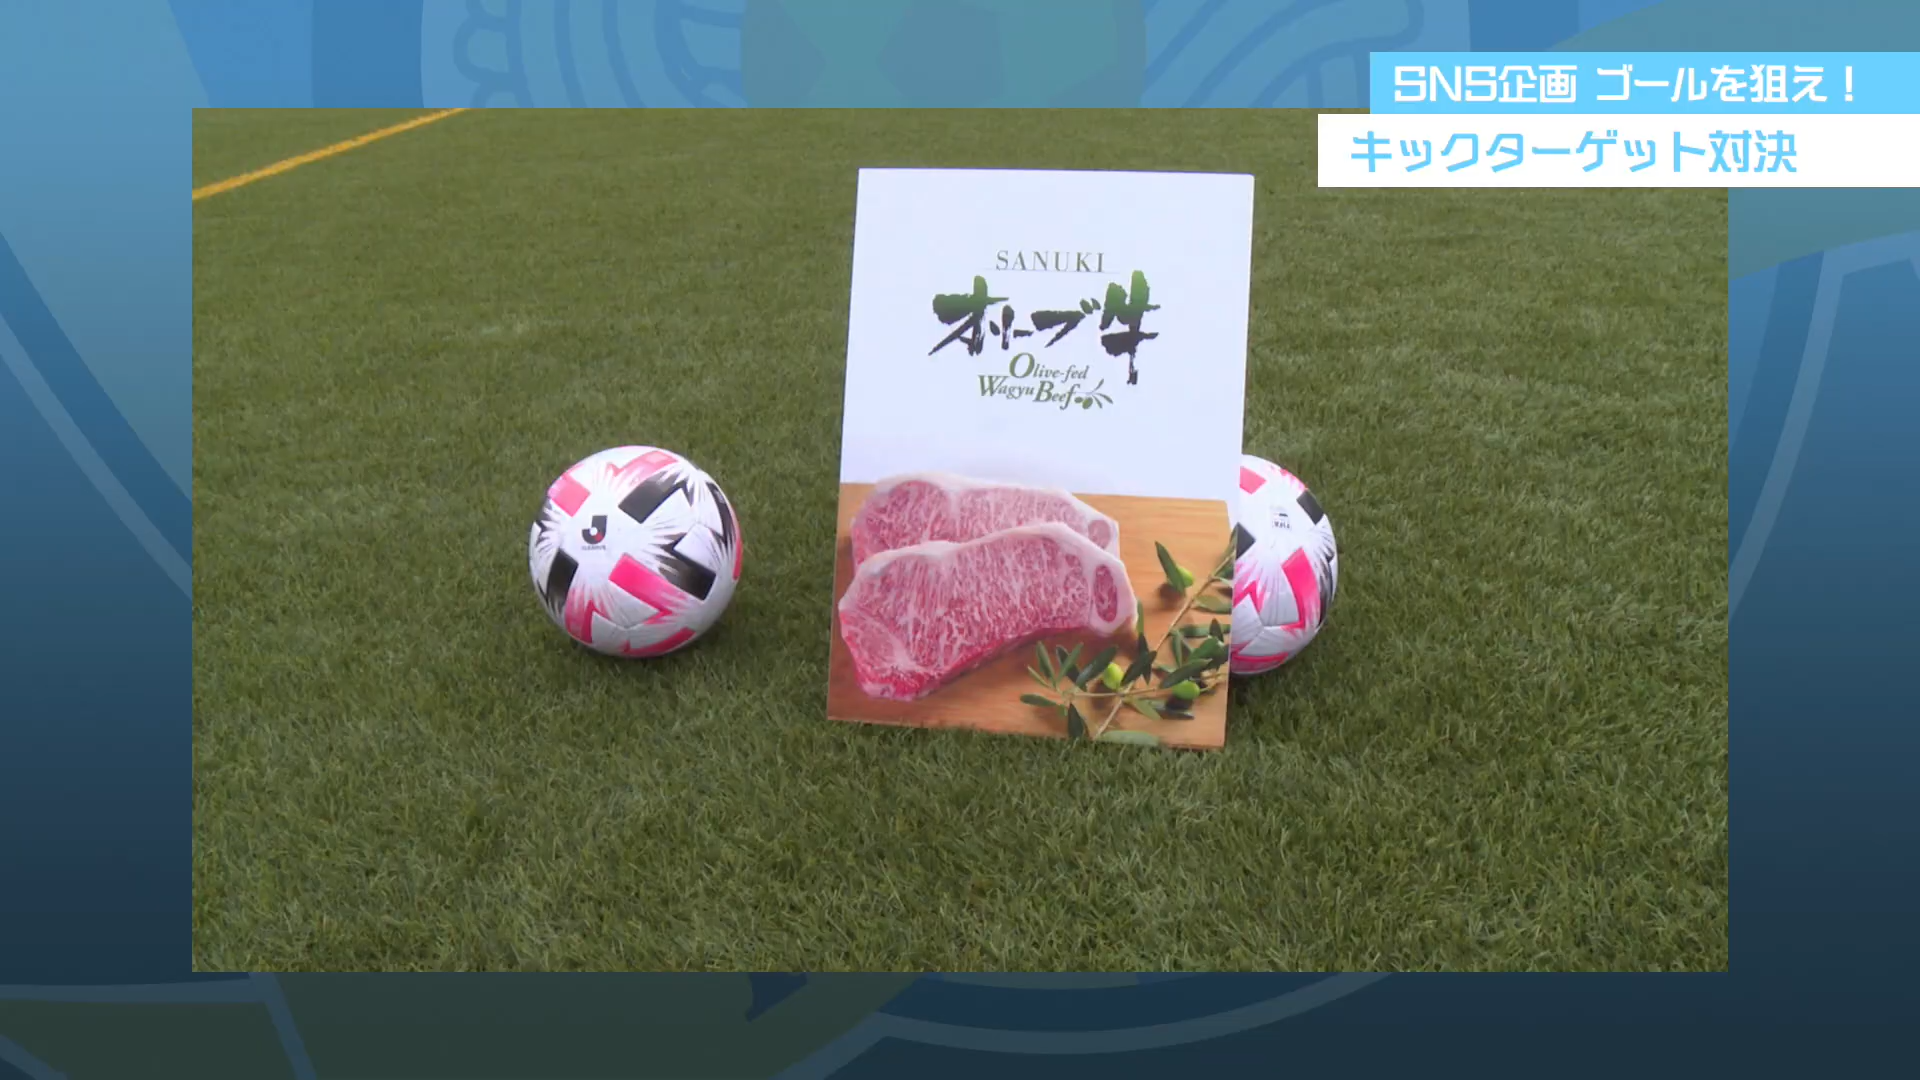 SNS企画 ゴールを狙え！
キックターゲット対決
SANUKI
オリーブ牛
Olive-fed
Wagyu Beef